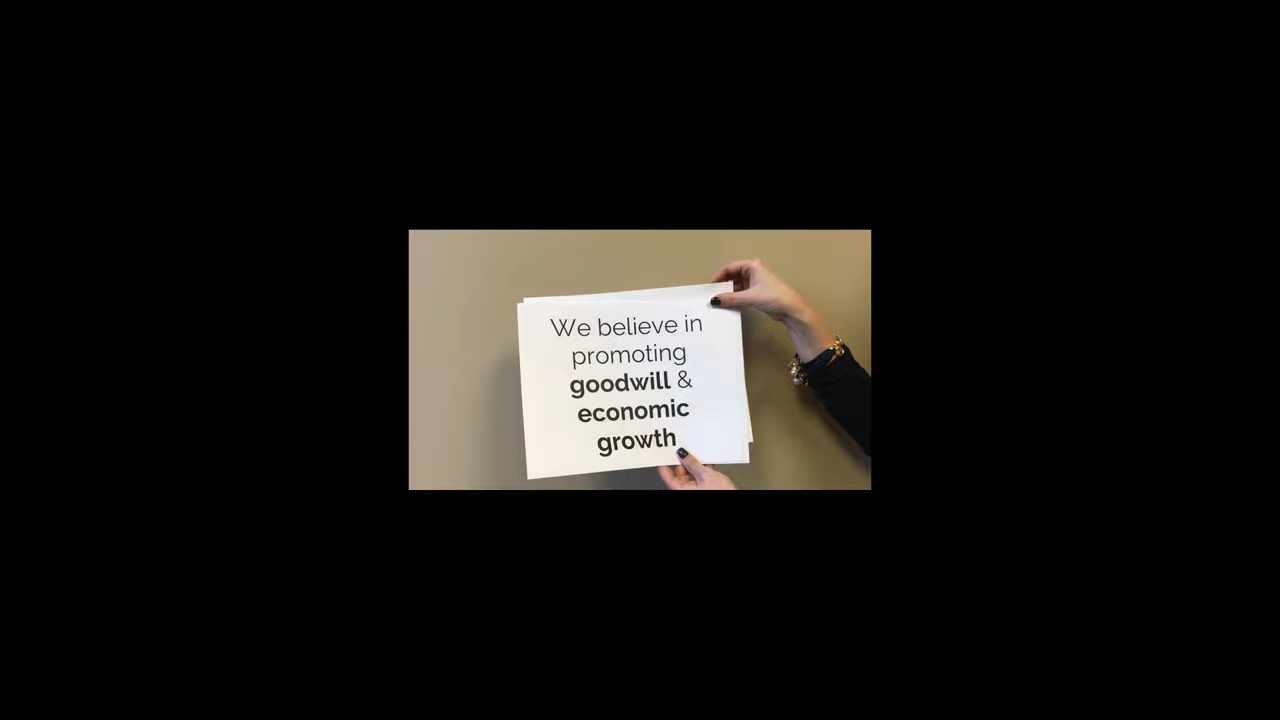 We believe in
promoting
goodwill &
economic
growth